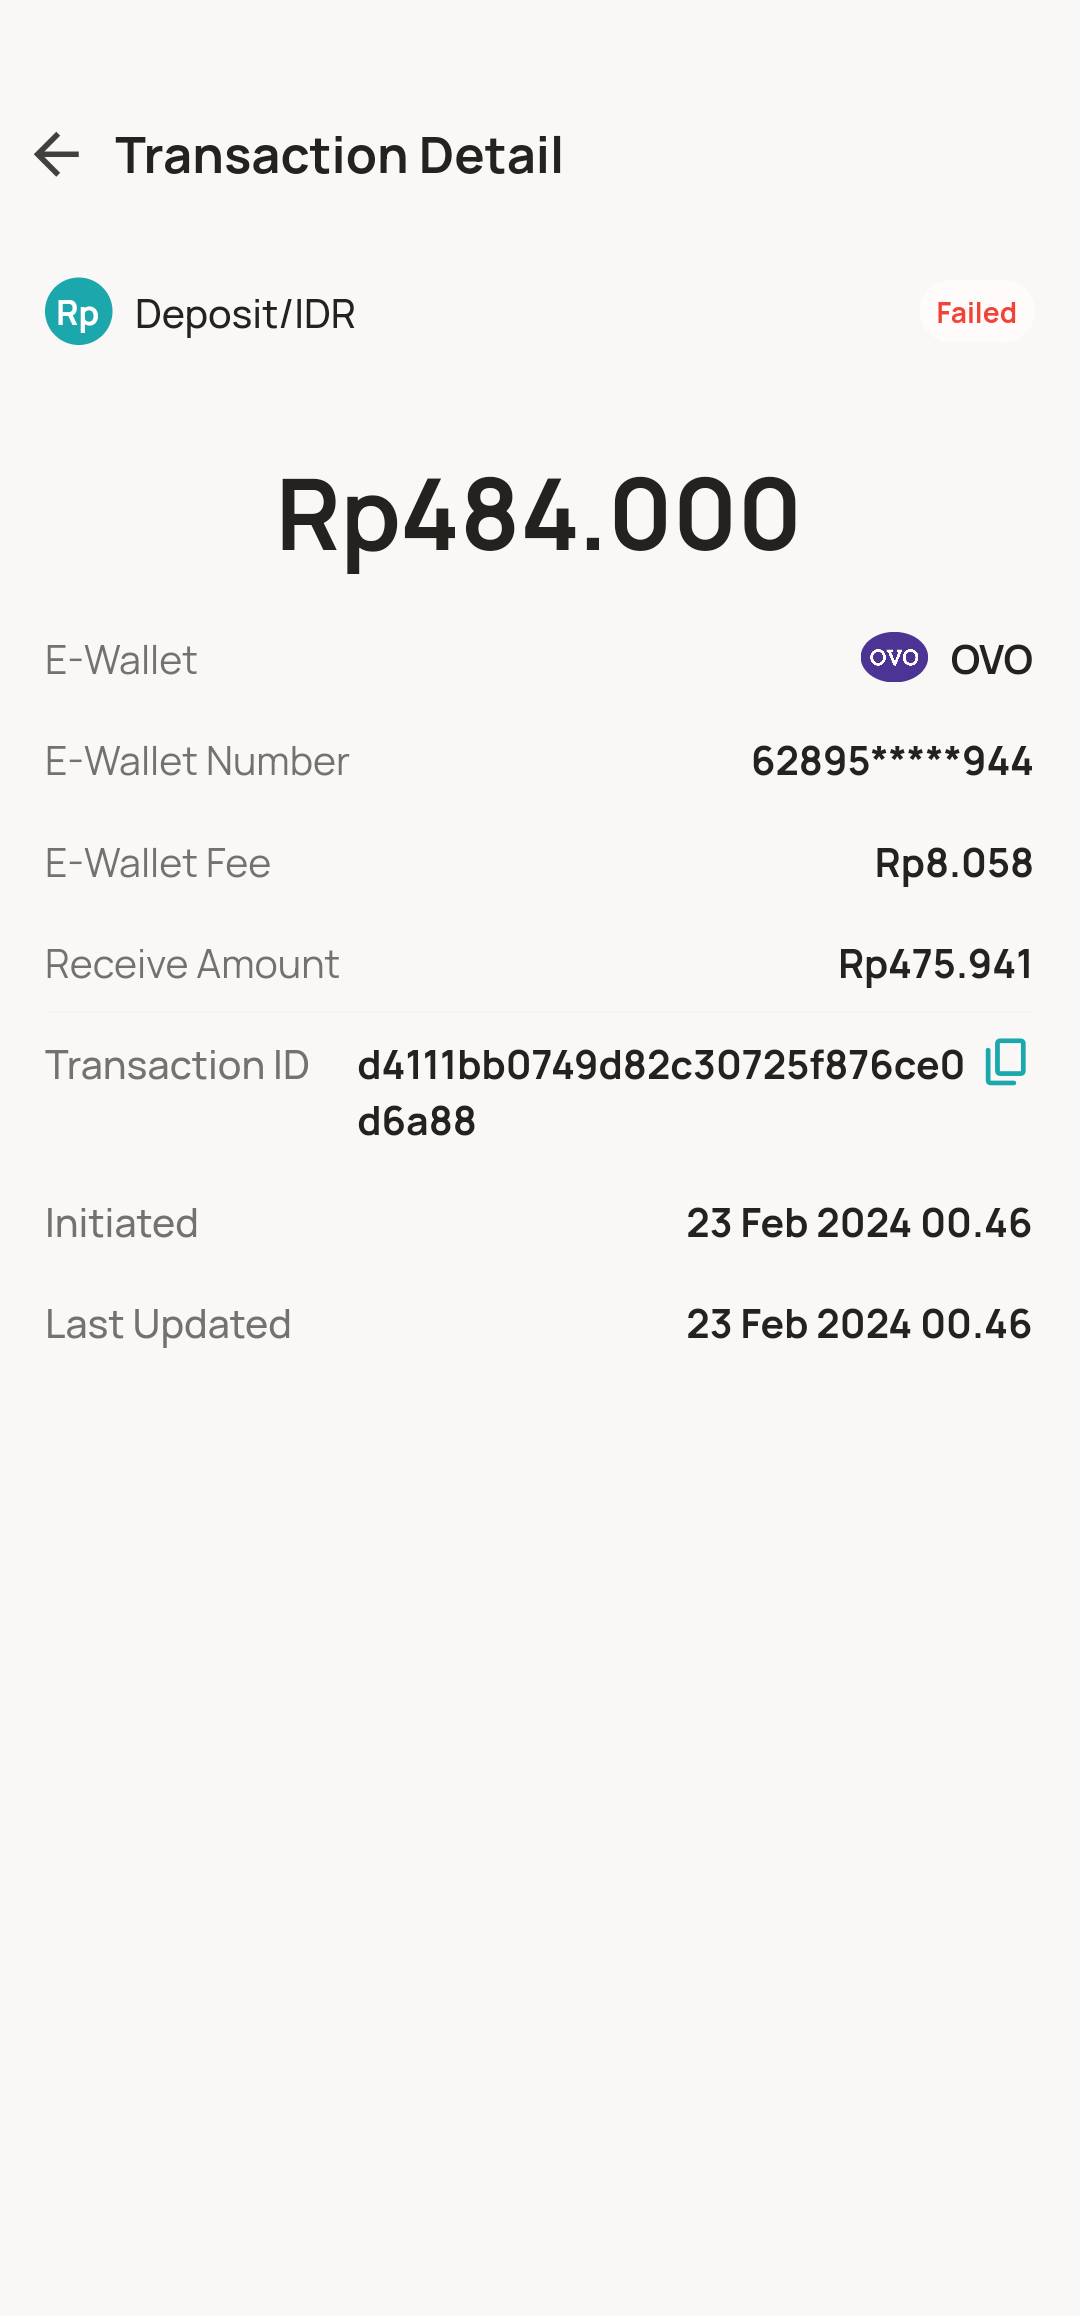 Transaction Detail
Rp Deposit/IDR Failed
Rp484.000
E-Wallet OVO OVO
E-Wallet Number 62895*****944
E-Wallet Fee Rp8.058
Receive Amount Rp475.941
Transaction ID d4111bb0749d82c30725f876ce0
d6a88
Initiated 23 Feb 2024 00.46
Last Updated 23 Feb 2024 00.46